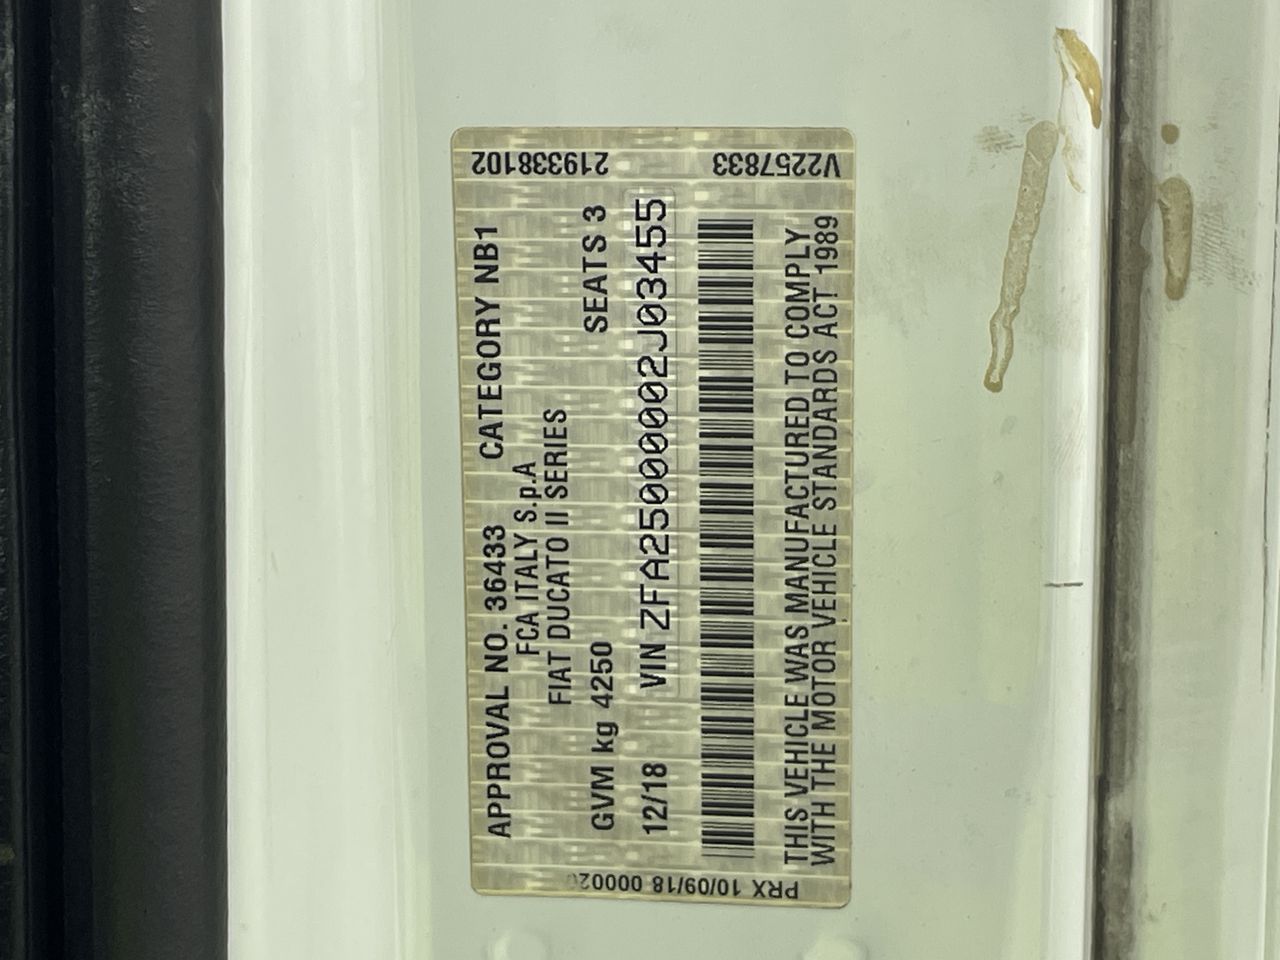 219338102 V2257833
APPROVAL NO. 36433 CATEGORY NB1
FCA ITALY S.p.A
FIAT DUCATO II SERIES
GVM kg 4250 SEATS 3
12/18 VIN ZFA25000002J03455
THIS VEHICLE WAS MANUFACTURED TO COMPLY
WITH THE MOTOR VEHICLE STANDARDS ACT 1989
PRX 10/09/18